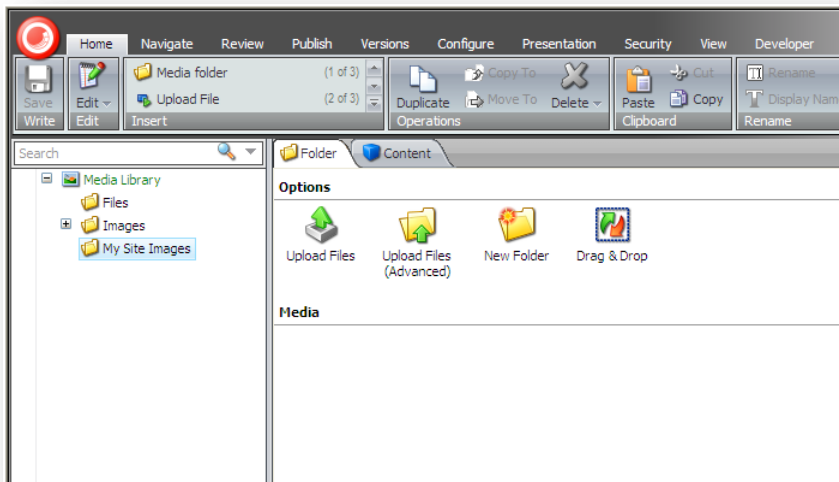 Home Navigate Review Publish Versions Configure Presentation Security View Developer
Media folder (1 of 3) Copy To Cut Rename
Save Edit Upload File (2 of 3) Duplicate Move To Delete Paste Copy Display Nam
Write Edit Insert Operations Clipboard Rename
Search Folder Content
Media Library
Options
Files
Images
My Site Images
Upload Files Upload Files New Folder Drag & Drop
(Advanced)
Media